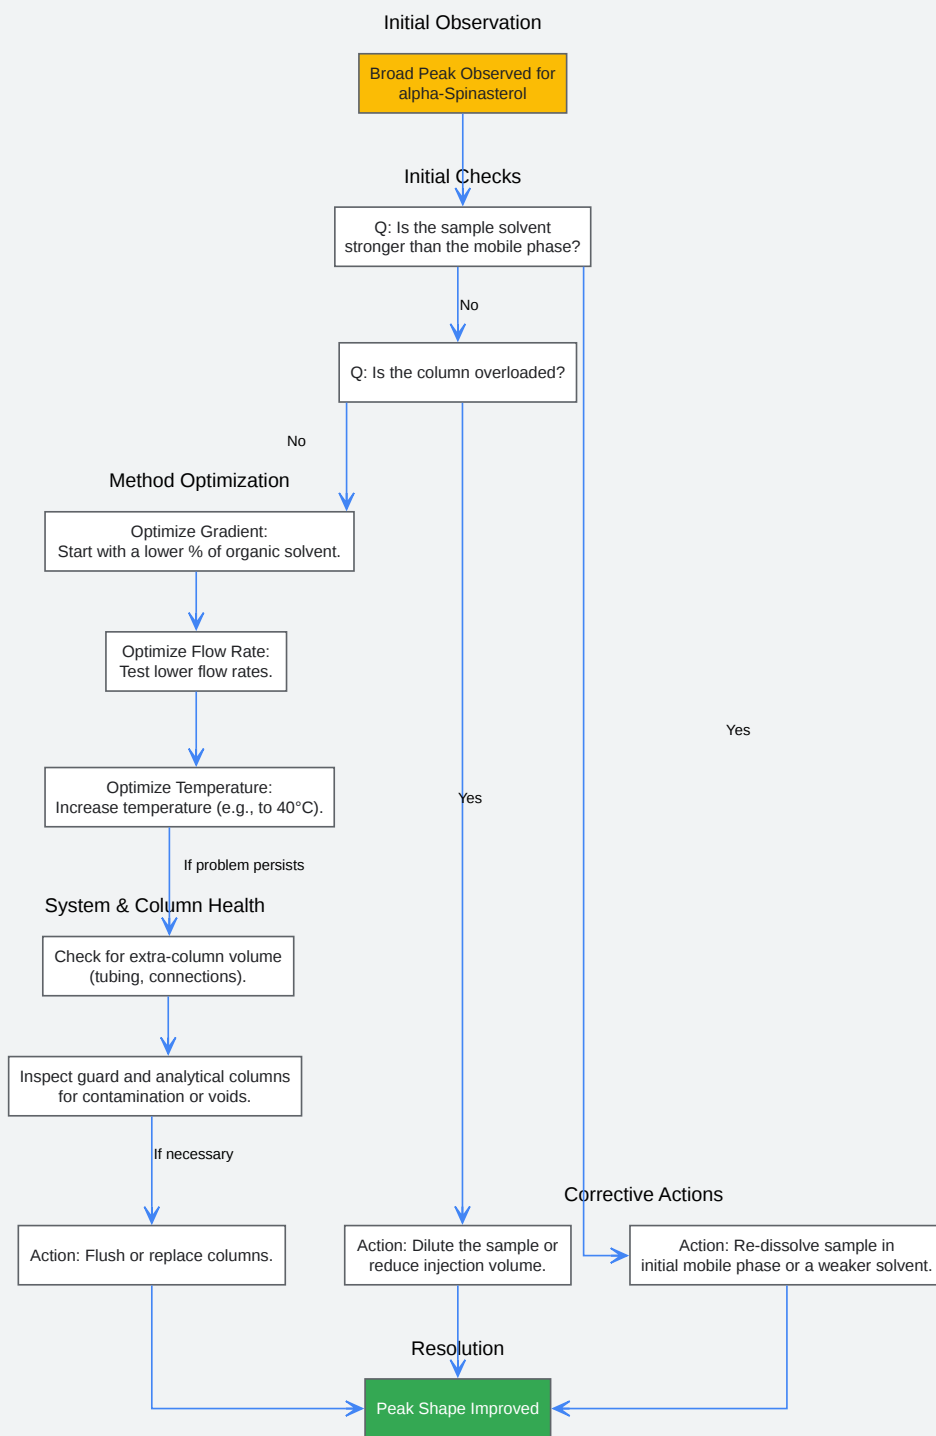 Initial Observation
Broad Peak Observed for
alpha-Spinasterol
Initial Checks
Q: Is the sample solvent
stronger than the mobile phase?
No
Q: Is the column overloaded?
No
Method Optimization
Optimize Gradient:
Start with a lower % of organic solvent.
Optimize Flow Rate:
Test lower flow rates.
Yes
Optimize Temperature:
Increase temperature (e.g., to 40°C).
Yes
If problem persists
System & Column Health
Check for extra-column volume
(tubing, connections).
Inspect guard and analytical columns
for contamination or voids.
If necessary
Corrective Actions
Action: Flush or replace columns.
Action: Dilute the sample or
reduce injection volume.
Action: Re-dissolve sample in
initial mobile phase or a weaker solvent.
Resolution
Peak Shape Improved